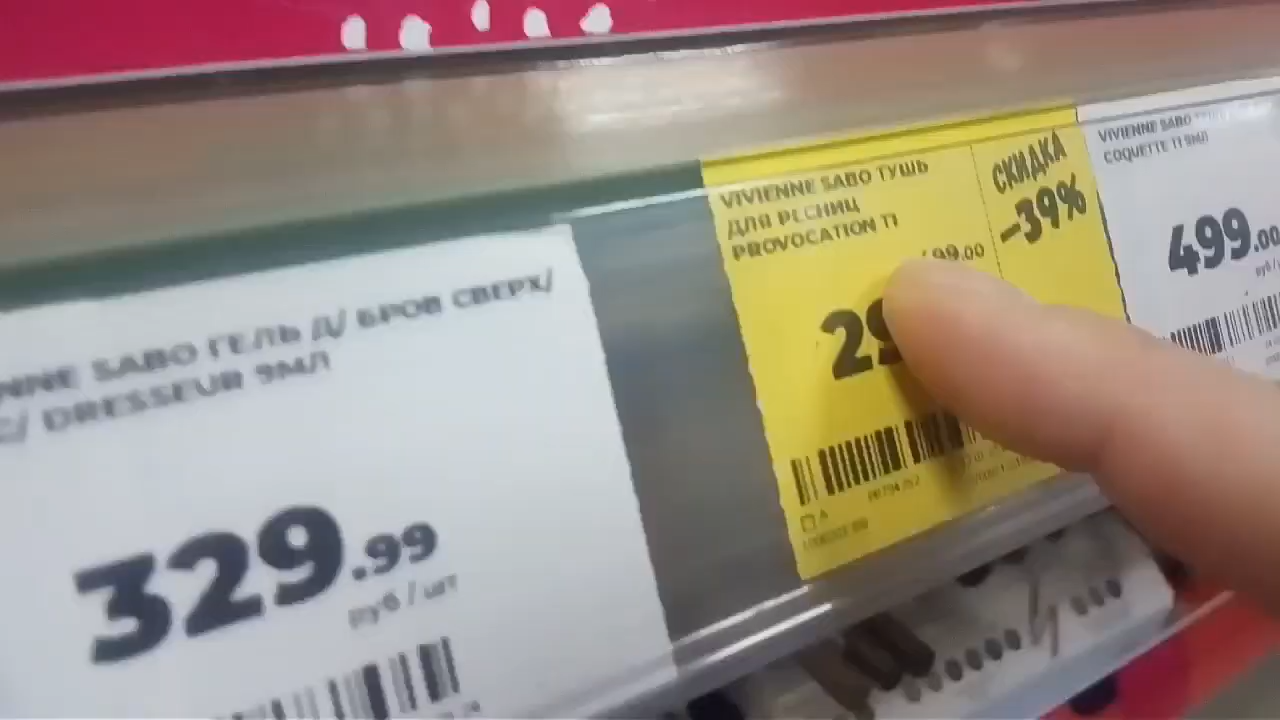 SABO ГЕЛЬ Д/ БРОВ СВЕРХ/
DRESSEUR 9МЛ
329.99
руб / шт
VIVIENNE SABO ТУШЬ
ДЛЯ РЕСНИЦ
PROVOCATION Т1
СКИДКА
-39%
VIVIENNE SABO
COQUETTE Т1 9МЛ
499.00